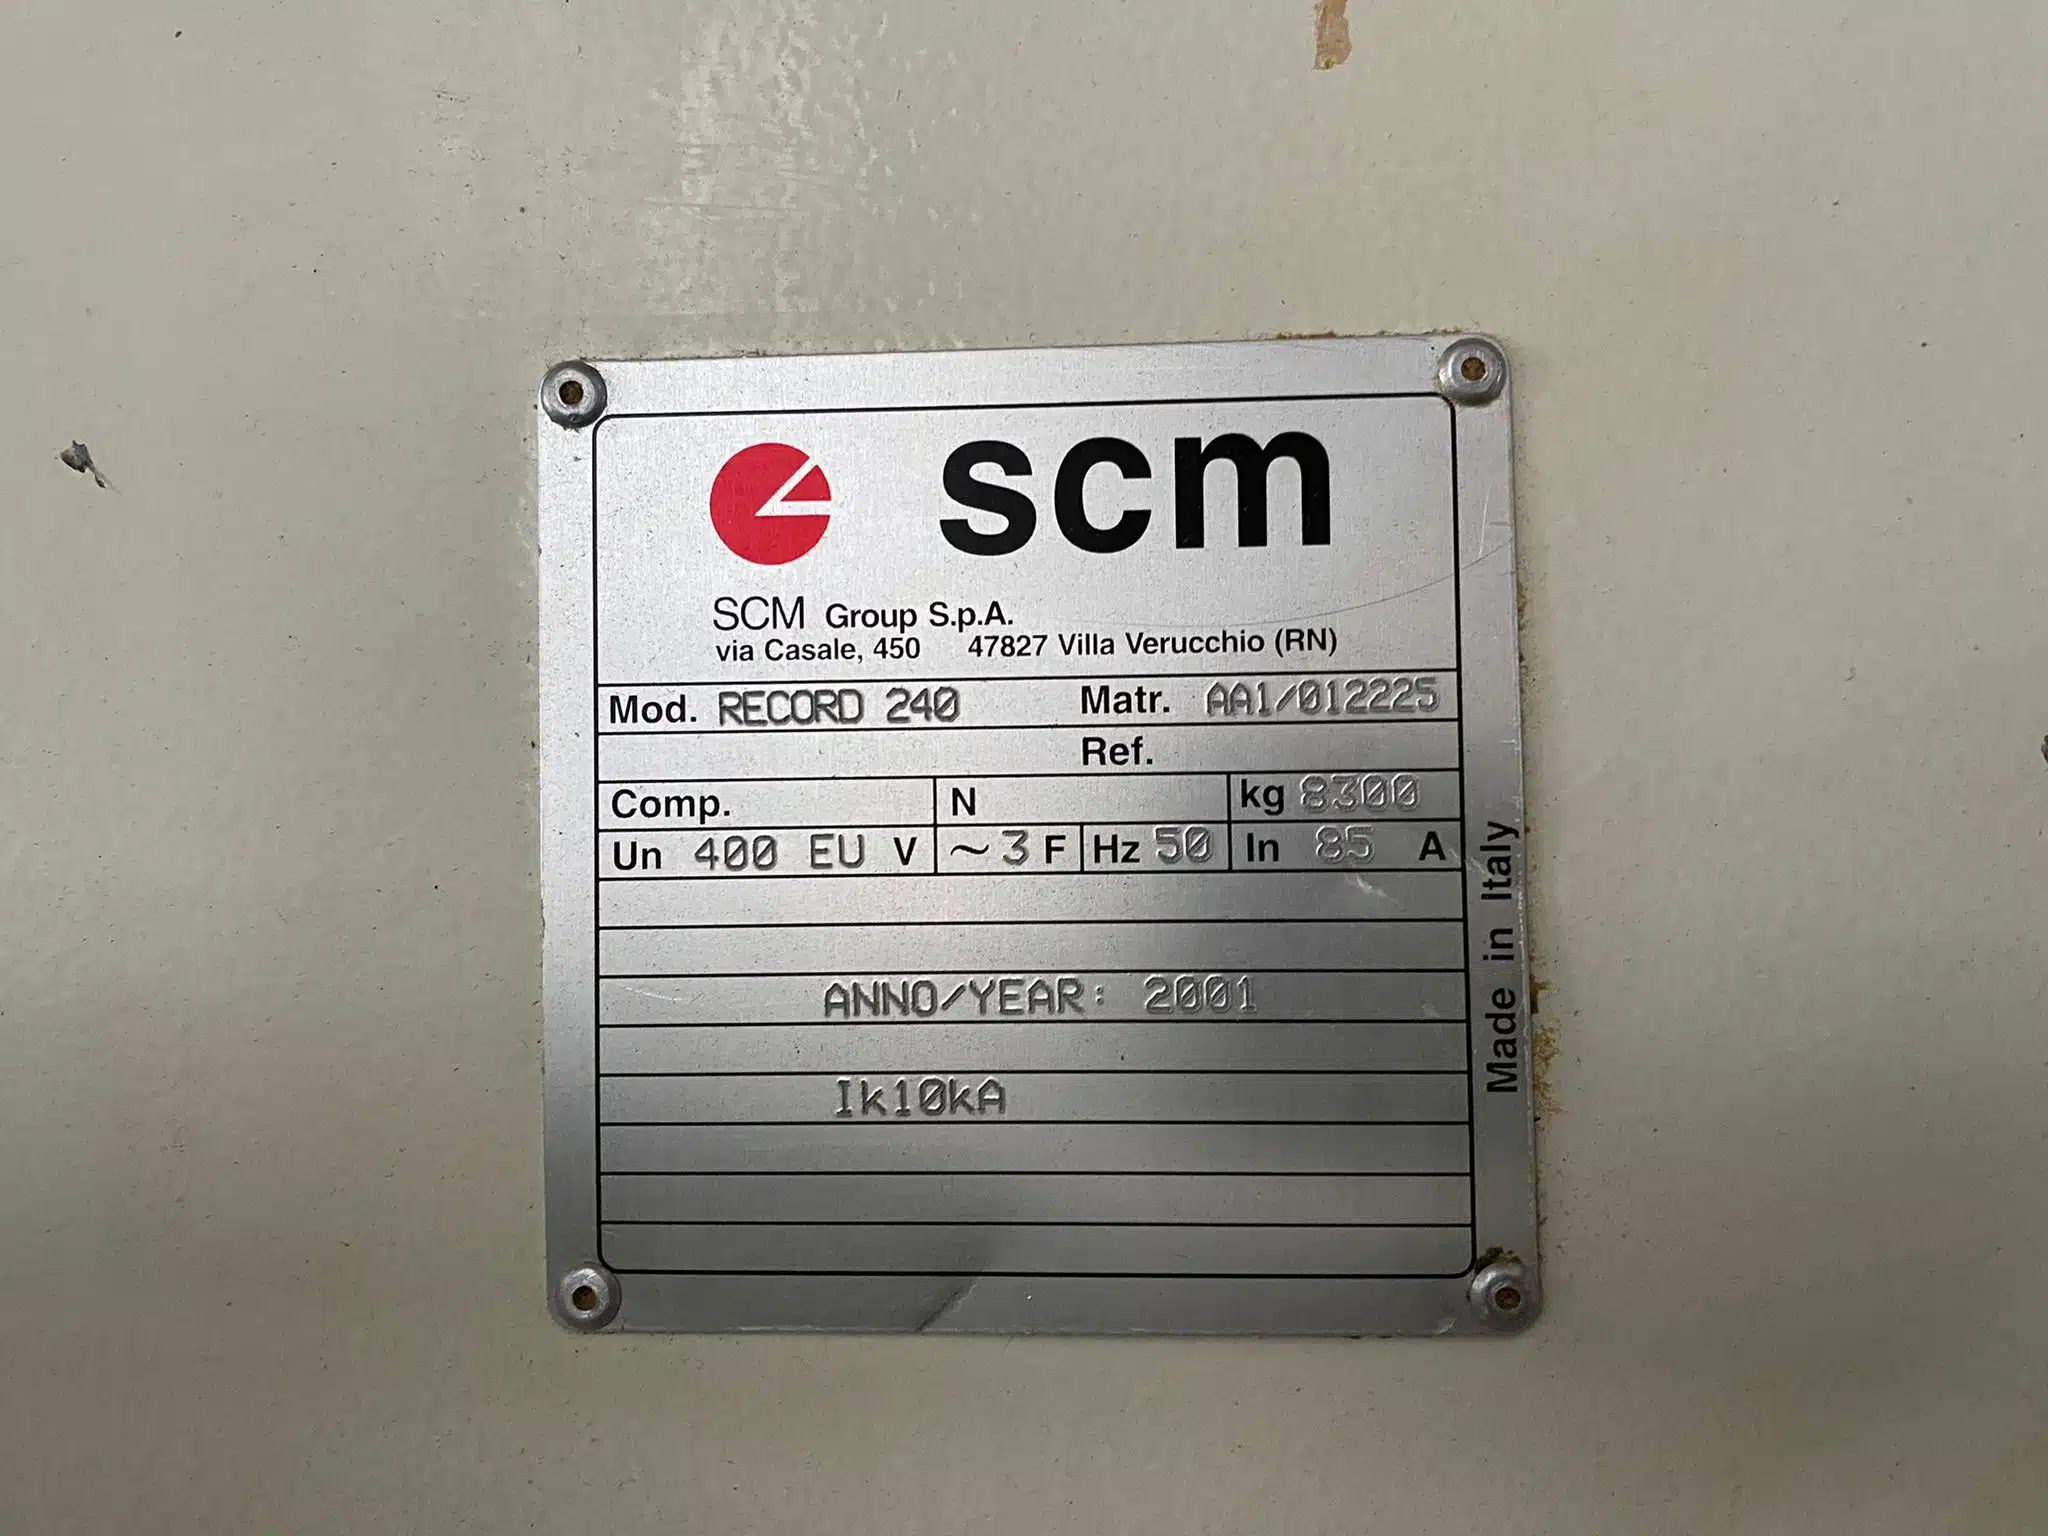 scm
SCM Group S.p.A.
via Casale, 450 47827 Villa Verucchio (RN)
Mod. RECORD 240 Matr. AA1/012225
Ref.
Comp. N kg 8300
Un 400 EU V ~ 3 F Hz 50 In 85 A
ANNO/YEAR: 2001
Ik10kA
Made in Italy